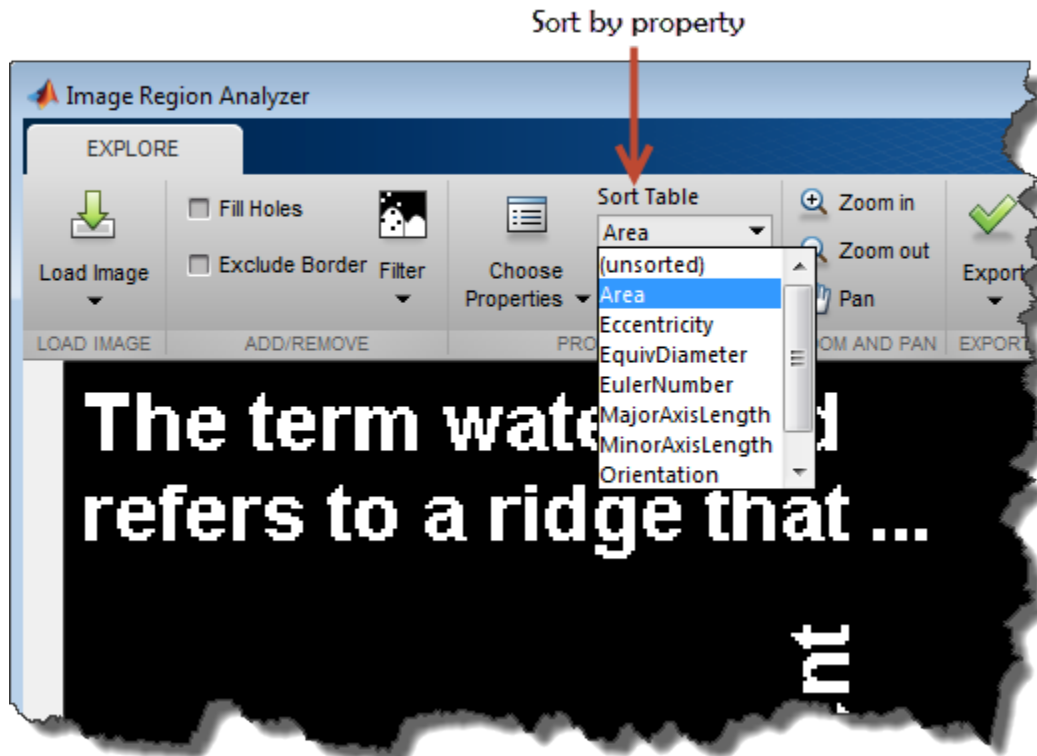 Sort by property
Image Region Analyzer
EXPLORE
Load Image
Fill Holes
Exclude Border
Filter
Choose
Properties
Sort Table
Area
(unsorted)
Area
Eccentricity
EquivDiameter
EulerNumber
MajorAxisLength
MinorAxisLength
Orientation
Zoom in
Zoom out
Pan
Export
LOAD IMAGE
ADD/REMOVE
AND PAN
EXPORT
The term
refers to a ridge that ...